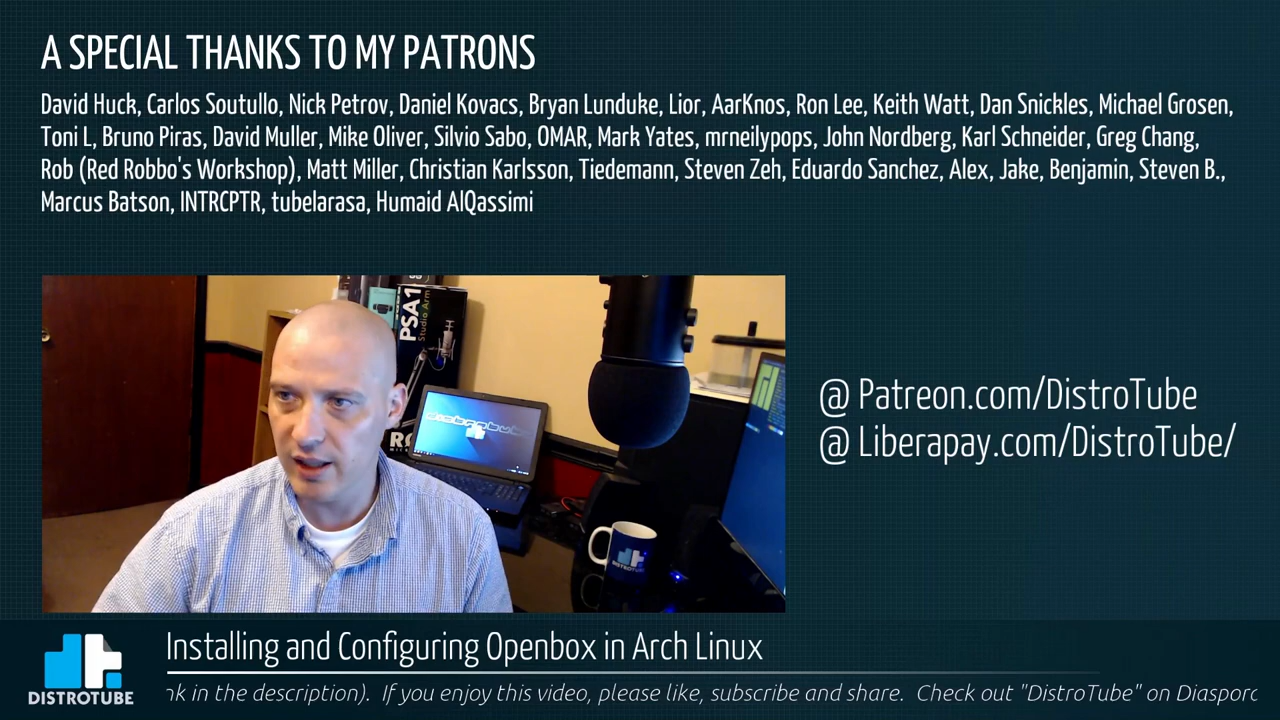 A SPECIAL THANKS TO MY PATRONS
David Huck, Carlos Soutullo, Nick Petrov, Daniel Kovacs, Bryan Lunduke, Lior, AarKnos, Ron Lee, Keith Watt, Dan Snickles, Michael Grosen,
Toni L, Bruno Piras, David Muller, Mike Oliver, Silvio Sabo, OMAR, Mark Yates, mrneilypops, John Nordberg, Karl Schneider, Greg Chang,
Rob (Red Robbo's Workshop), Matt Miller, Christian Karlsson, Tiedemann, Steven Zeh, Eduardo Sanchez, Alex, Jake, Benjamin, Steven B.,
Marcus Batson, INTRCPTR, tubelarasa, Humaid AlQassimi
PSA1
Studio Arm
distrotube
DISTROTUBE
@ Patreon.com/DistroTube
@ Liberapay.com/DistroTube/
Installing and Configuring Openbox in Arch Linux
DISTROTUBE
in the description). If you enjoy this video, please like, subscribe and share. Check out "DistroTube" on